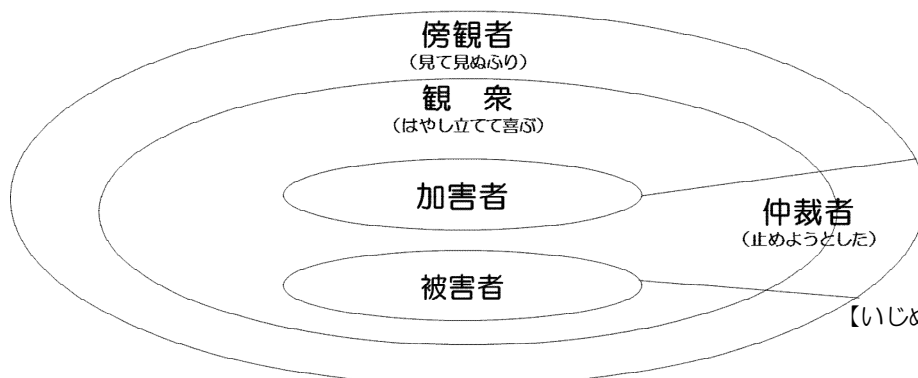 傍観者
（見て見ぬふり）
観　衆
（はやし立てて喜ぶ）
加害者
仲裁者
（止めようとした）
被害者
【いじめ